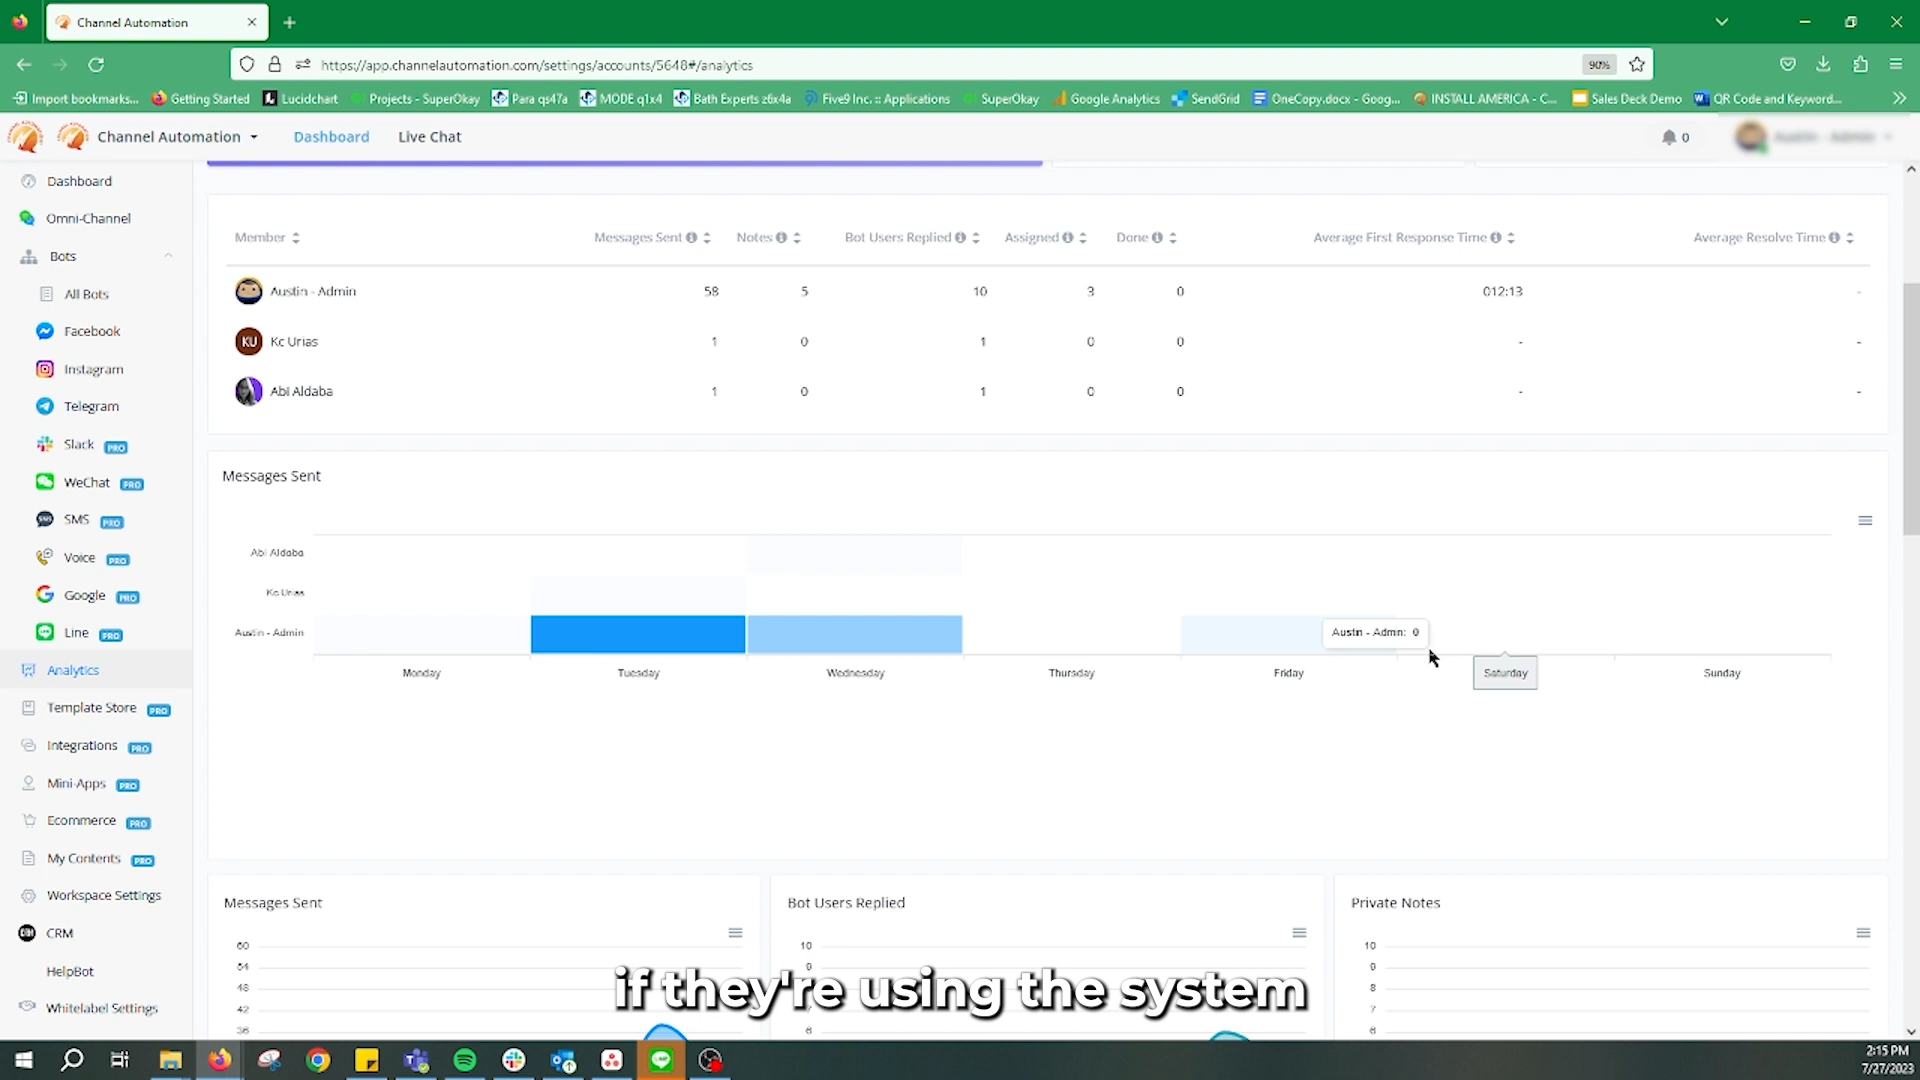 Channel Automation
https://app.channelautomation.com/settings/accounts/5648#/analytics
90%
Import bookmarks...
Getting Started
Lucidchart
Projects - SuperOkay
Para qs47a
MODE q1x4
Bath Experts z6x4a
Five9 Inc. :: Applications
SuperOkay
Google Analytics
SendGrid
OneCopy.docx - Goog...
INSTALL AMERICA - C...
Sales Deck Demo
QR Code and Keyword...
Channel Automation
Dashboard
Live Chat
0
Austin - Admin
Dashboard
Omni-Channel
Bots
All Bots
Facebook
Instagram
Telegram
Slack PRO
WeChat PRO
SMS PRO
Voice PRO
Google PRO
Line PRO
Analytics
Template Store PRO
Integrations PRO
Mini-Apps PRO
Ecommerce PRO
My Contents PRO
Workspace Settings
CRM
HelpBot
Whitelabel Settings
Member Messages Sent Notes Bot Users Replied Assigned Done Average First Response Time Average Resolve Time
Austin - Admin 58 5 10 3 0 012:13 -
KU Kc Urias 1 0 1 0 0 - -
Abi Aldaba 1 0 1 0 0 - -
Messages Sent
Abi Aldaba
Kc Urias
Austin - Admin
Austin - Admin: 0
Monday Tuesday Wednesday Thursday Friday Saturday Sunday
Messages Sent
60
54
48
42
36
Bot Users Replied
10
9
8
Private Notes
10
9
8
7
6
if they're using the system
2:15 PM
7/27/2023